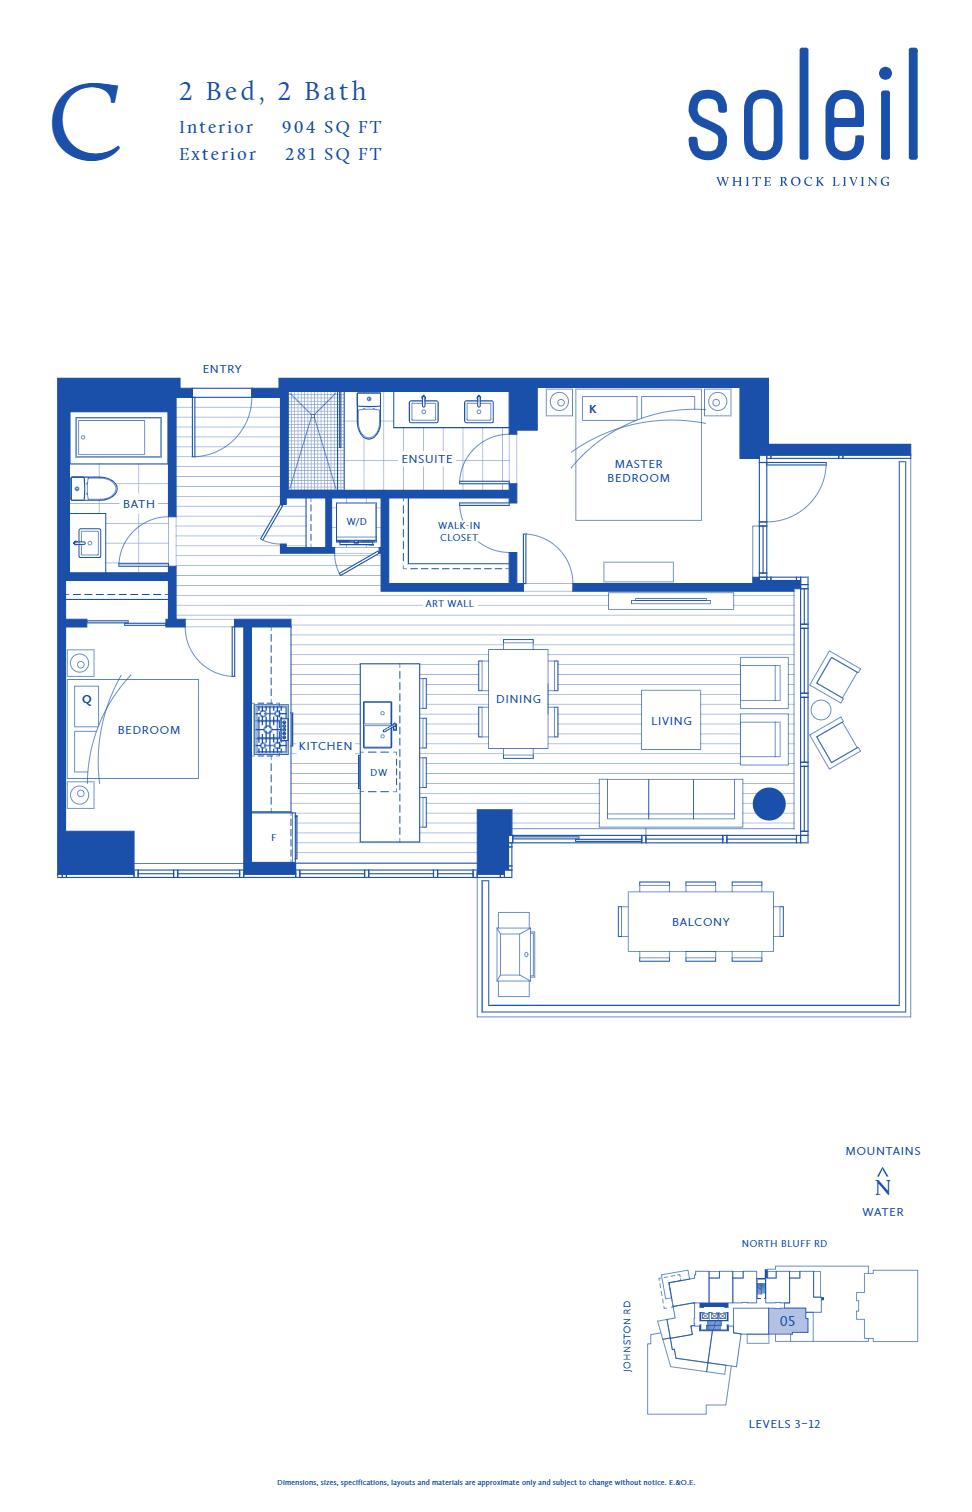 C
2 Bed, 2 Bath
Interior 904 SQ FT
Exterior 281 SQ FT
soleil
WHITE ROCK LIVING
ENTRY
K
ENSUITE
MASTER
BEDROOM
BATH
W/D
WALK-IN
CLOSET
ART WALL
Q
BEDROOM
DINING
LIVING
KITCHEN
DW
F
BALCONY
MOUNTAINS
N
WATER
NORTH BLUFF RD
JOHNSTON RD
05
LEVELS 3–12
Dimensions, sizes, specifications, layouts and materials are approximate only and subject to change without notice. E.&O.E.